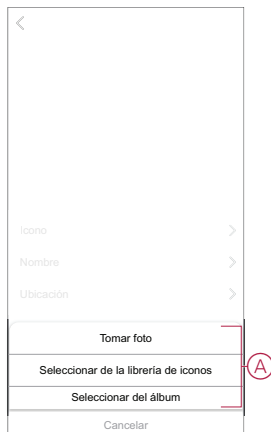 Icono
Nombre
Ubicación
Tomar foto
Seleccionar de la librería de iconos
A
Seleccionar del álbum
Cancelar